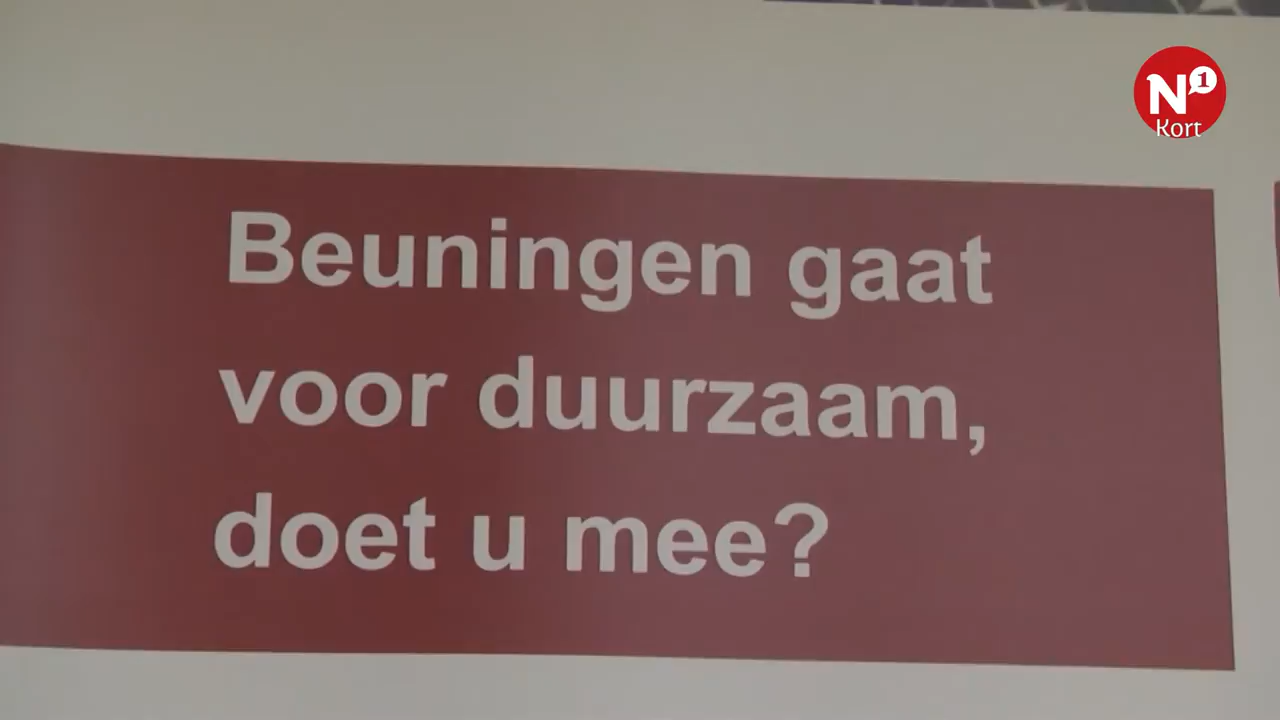 N1
Kort
Beuningen gaat
voor duurzaam,
doet u mee?